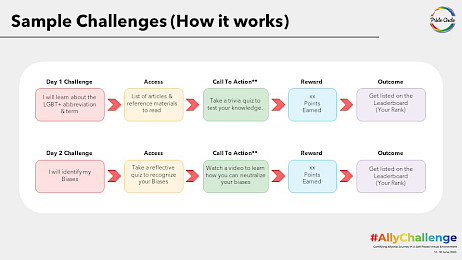 Sample Challenges (How it works)
Pride Circle
Day 1 Challenge
Access
Call To Action**
Reward
Outcome
I will learn about the
LGBT+ abbreviation
& term
List of articles &
reference materials
to read
Take a trivia quiz to
test your knowledge.
xx
Points
Earned
Get listed on the
Leaderboard
(Your Rank)
Day 2 Challenge
Access
Call To Action**
Reward
Outcome
I will identify my
Biases
Take a reflective
quiz to recognize
your Biases
Watch a video to learn
how you can neutralize
your biases
xx
Points
Earned
Get listed on the
Leaderboard
(Your Rank)
#AllyChallenge